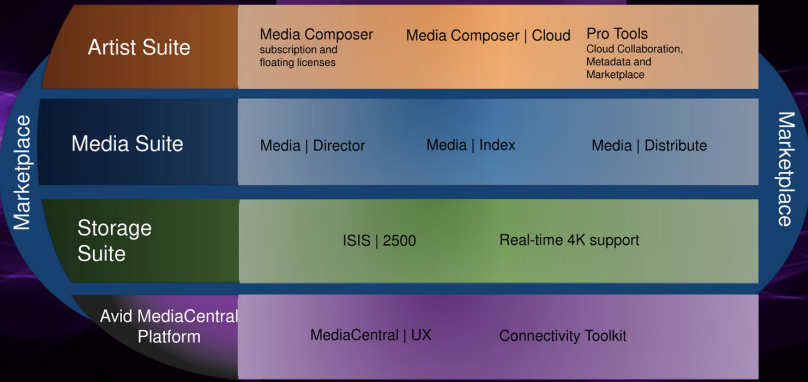 Artist Suite
Media Composer
subscription and
floating licenses
Media Composer | Cloud
Pro Tools
Cloud Collaboration,
Metadata and
Marketplace
Marketplace
Media Suite
Media | Director
Media | Index
Media | Distribute
Marketplace
Storage
Suite
ISIS | 2500
Real-time 4K support
Avid MediaCentral
Platform
MediaCentral | UX
Connectivity Toolkit